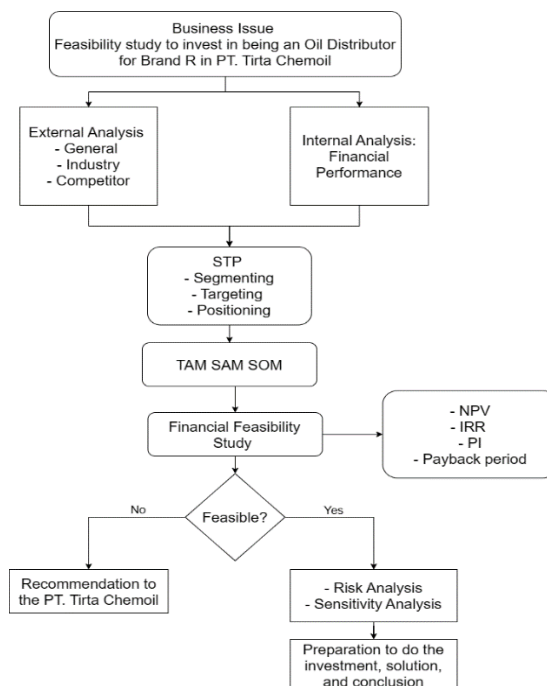 Business Issue
Feasibility study to invest in being an Oil Distributor
for Brand R in PT. Tirta Chemoil
External Analysis
- General
- Industry
- Competitor
Internal Analysis:
Financial
Performance
STP
- Segmenting
- Targeting
- Positioning
TAM SAM SOM
Financial Feasibility
Study
- NPV
- IRR
- PI
- Payback period
Feasible?
No
Yes
Recommendation to
the PT. Tirta Chemoil
- Risk Analysis
- Sensitivity Analysis
Preparation to do the
investment, solution,
and conclusion